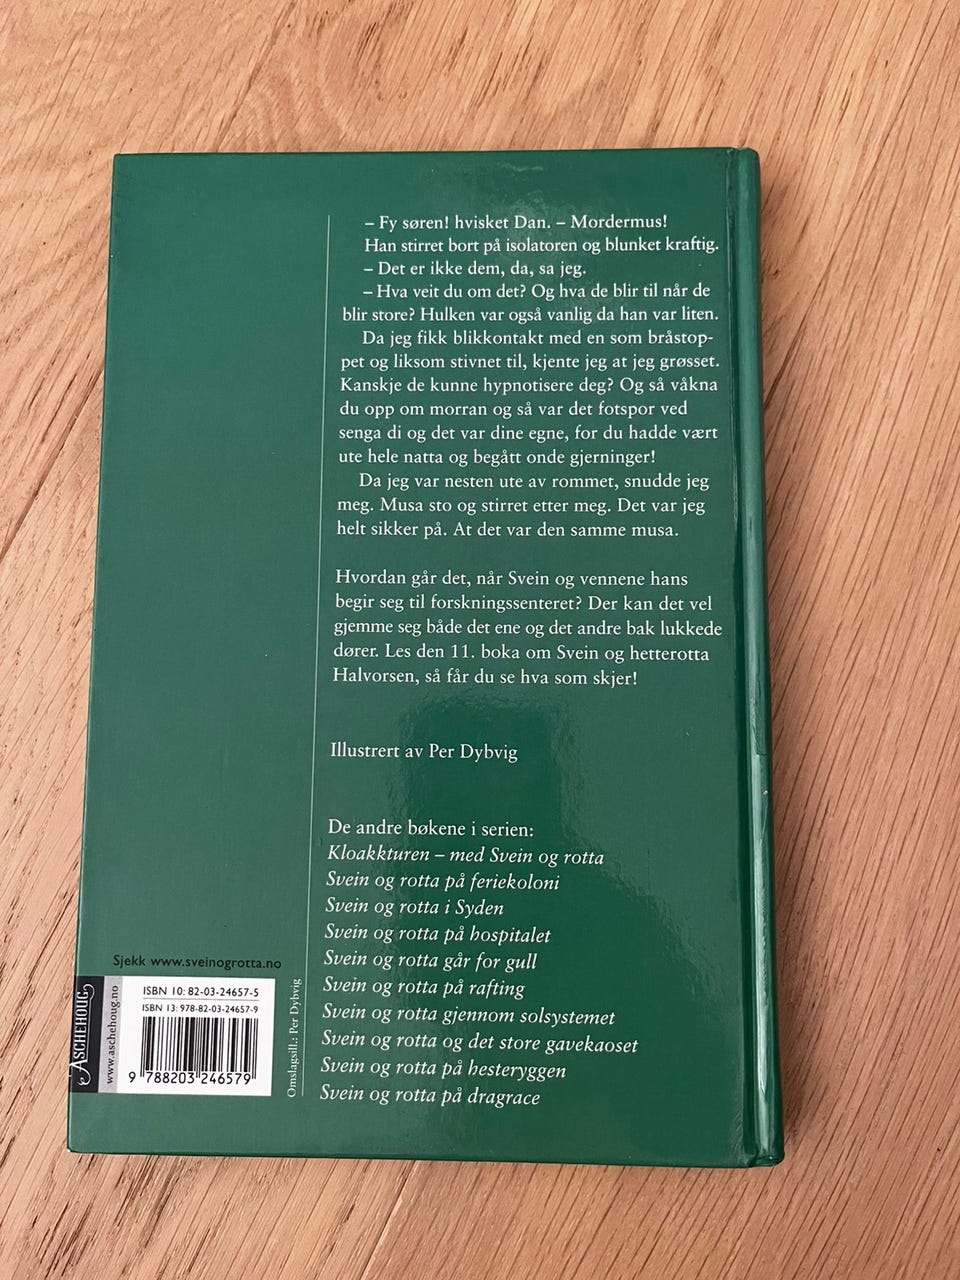 – Fy søren! hvisket Dan. – Mordermus!
Han stirret bort på isolatoren og blunket kraftig.
– Det er ikke dem, da, sa jeg.
– Hva veit du om det? Og hva de blir til når de
blir store? Hulken var også vanlig da han var liten.
Da jeg fikk blikkontakt med en som bråstop-
pet og liksom stivnet til, kjente jeg at jeg grøsset.
Kanskje de kunne hypnotisere deg? Og så våkna
du opp om morran og så var det fotspor ved
senga di og det var dine egne, for du hadde vært
ute hele natta og begått onde gjerninger!
Da jeg var nesten ute av rommet, snudde jeg
meg. Musa sto og stirret etter meg. Det var jeg
helt sikker på. At det var den samme musa.
Hvordan går det, når Svein og vennene hans
begir seg til forskningssenteret? Der kan det vel
gjemme seg både det ene og det andre bak lukkede
dører. Les den 11. boka om Svein og hetterotta
Halvorsen, så får du se hva som skjer!
Illustrert av Per Dybvig
De andre bøkene i serien:
Kloakkturen – med Svein og rotta
Svein og rotta på feriekoloni
Svein og rotta i Syden
Svein og rotta på hospitalet
Svein og rotta går for gull
Svein og rotta på rafting
Svein og rotta gjennom solsystemet
Svein og rotta og det store gavekaoset
Svein og rotta på hesteryggen
Svein og rotta på dragrace
Sjekk www.sveinogrotta.no
ASCHEHOUG
www.aschehoug.no
ISBN 10: 82-03-24657-5
ISBN 13: 978-82-03-24657-9
9 788203 246579
Omslagsill.: Per Dybvig